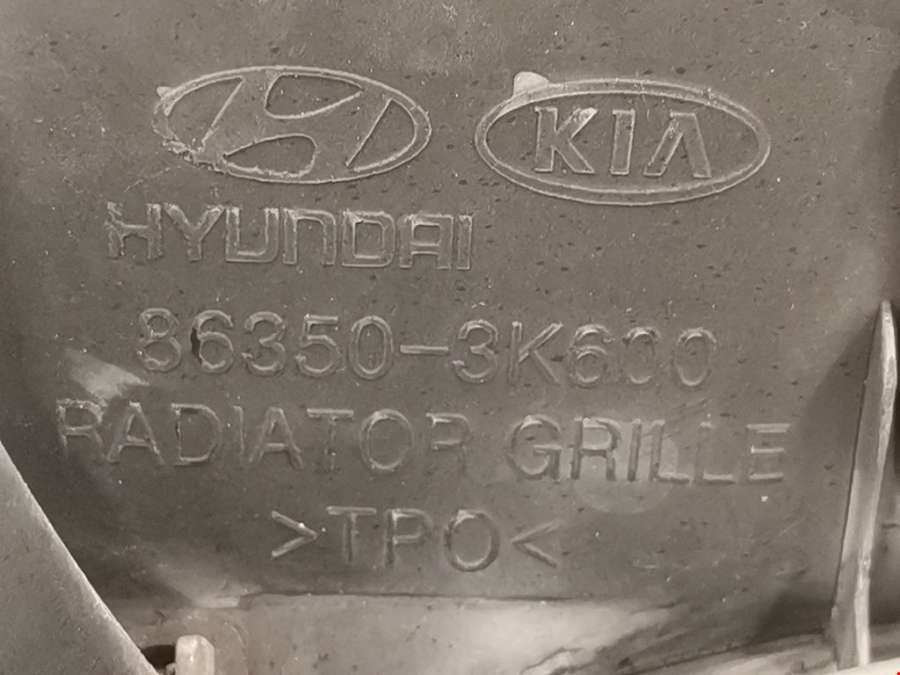 KIA
HYUNDAI
86350-3K600
RADIATOR GRILLE
>TPO<